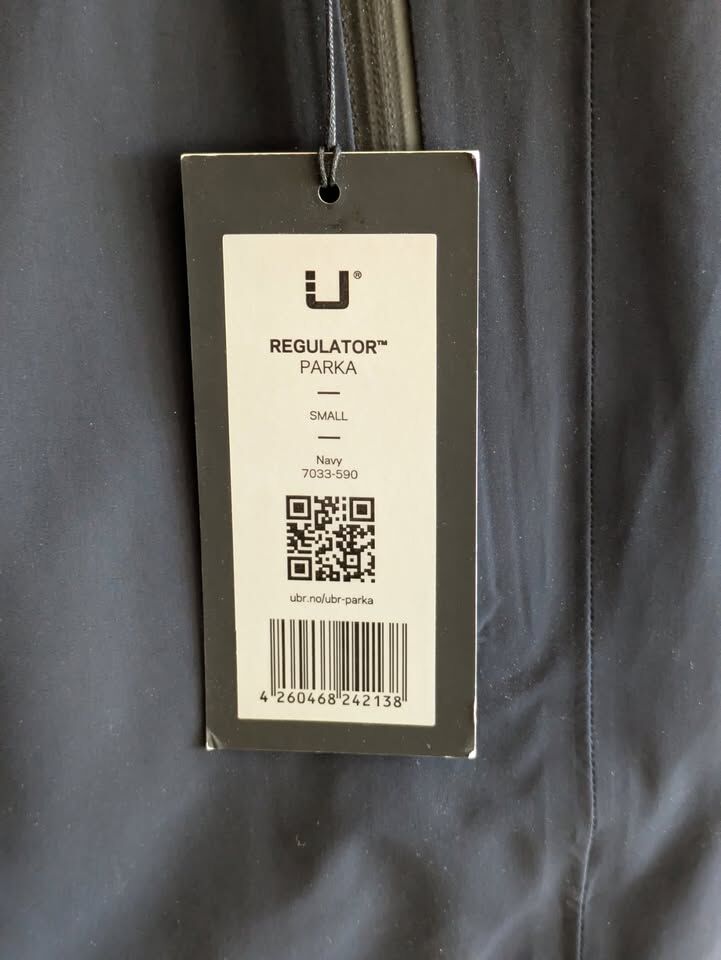 U®
REGULATOR™
PARKA
SMALL
Navy
7033-590
ubr.no/ubr-parka
4 260468 242138